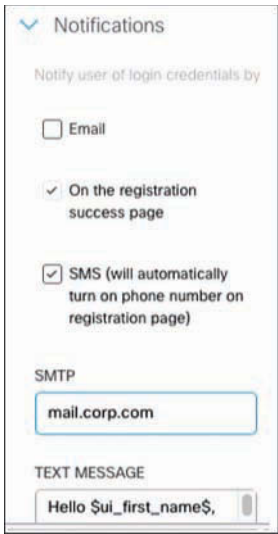 Notifications
Notify user of login credentials by
Email
On the registration
success page
SMS (will automatically
turn on phone number on
registration page)
SMTP
mail.corp.com
TEXT MESSAGE
Hello $ui_first_name$,